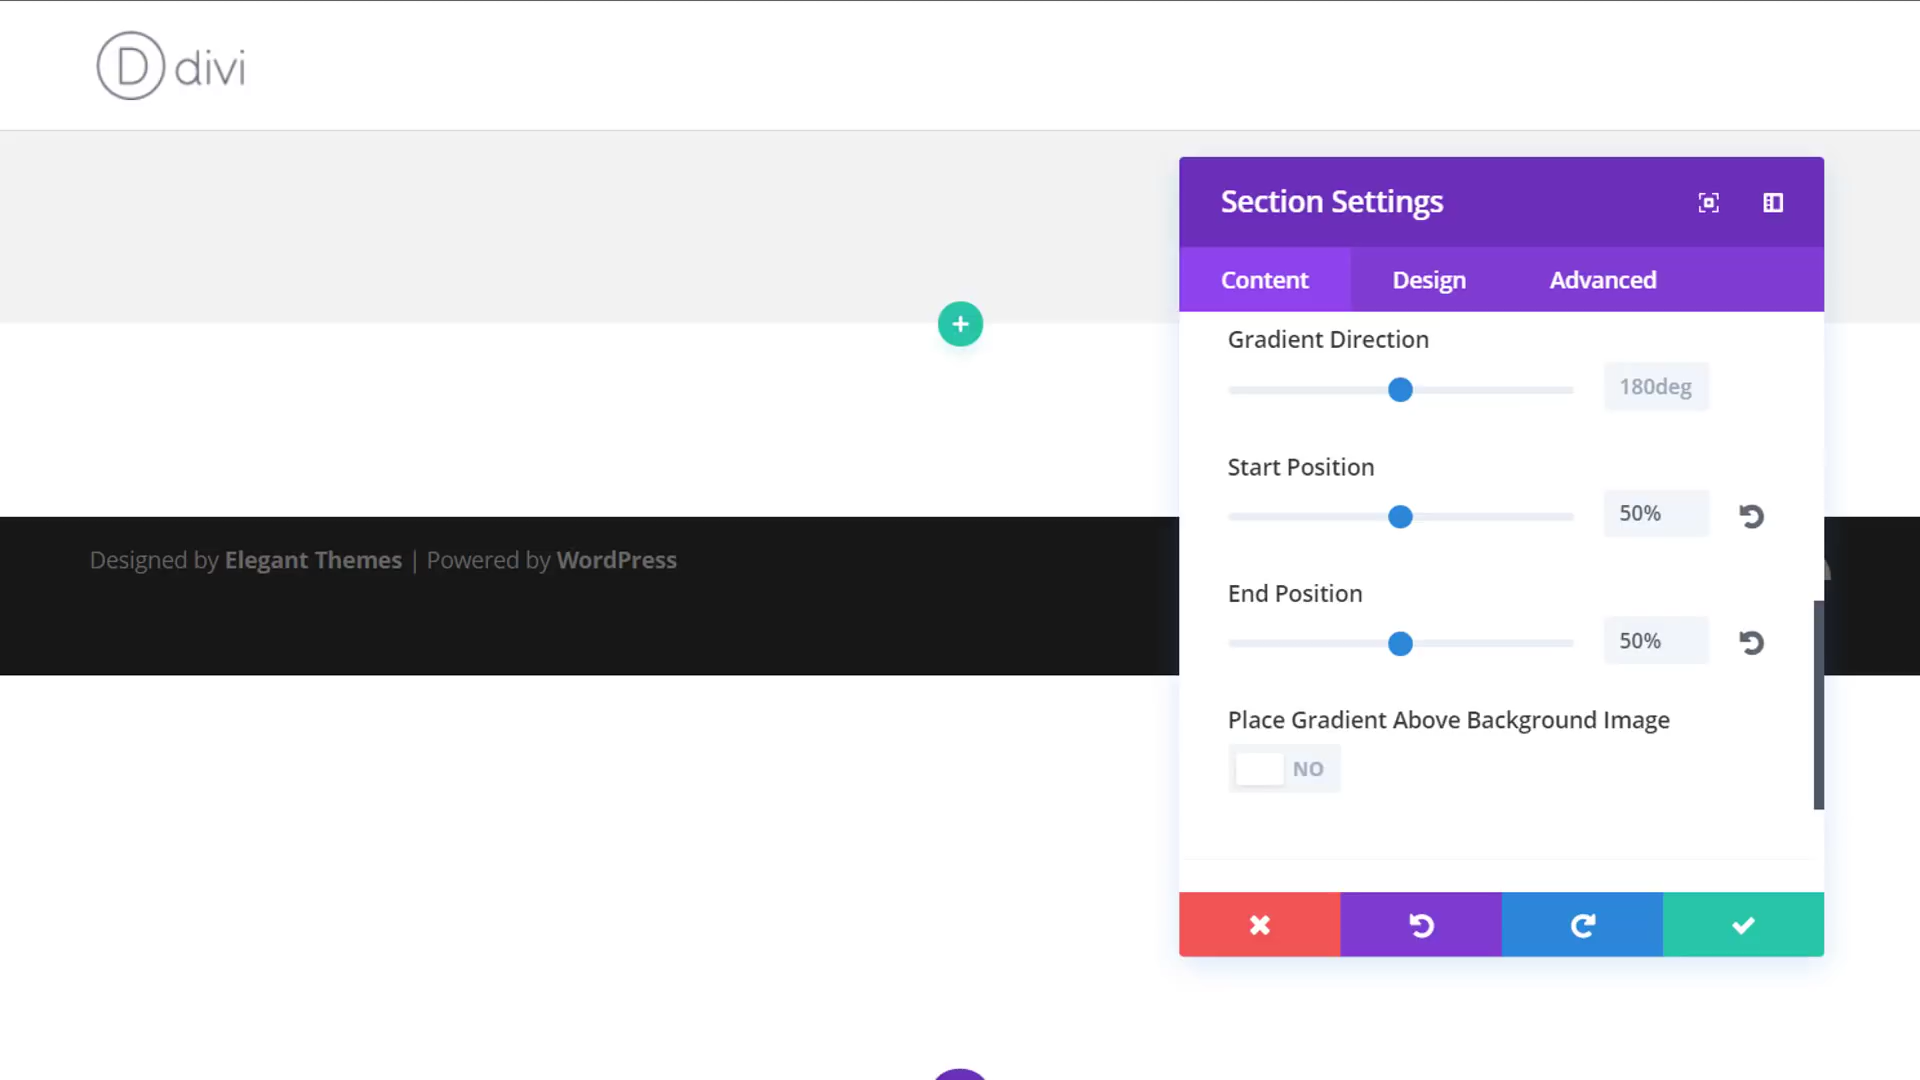 D divi
Section Settings
Content Design Advanced
Gradient Direction
180deg
Start Position
50%
End Position
50%
Place Gradient Above Background Image
NO
Designed by Elegant Themes | Powered by WordPress